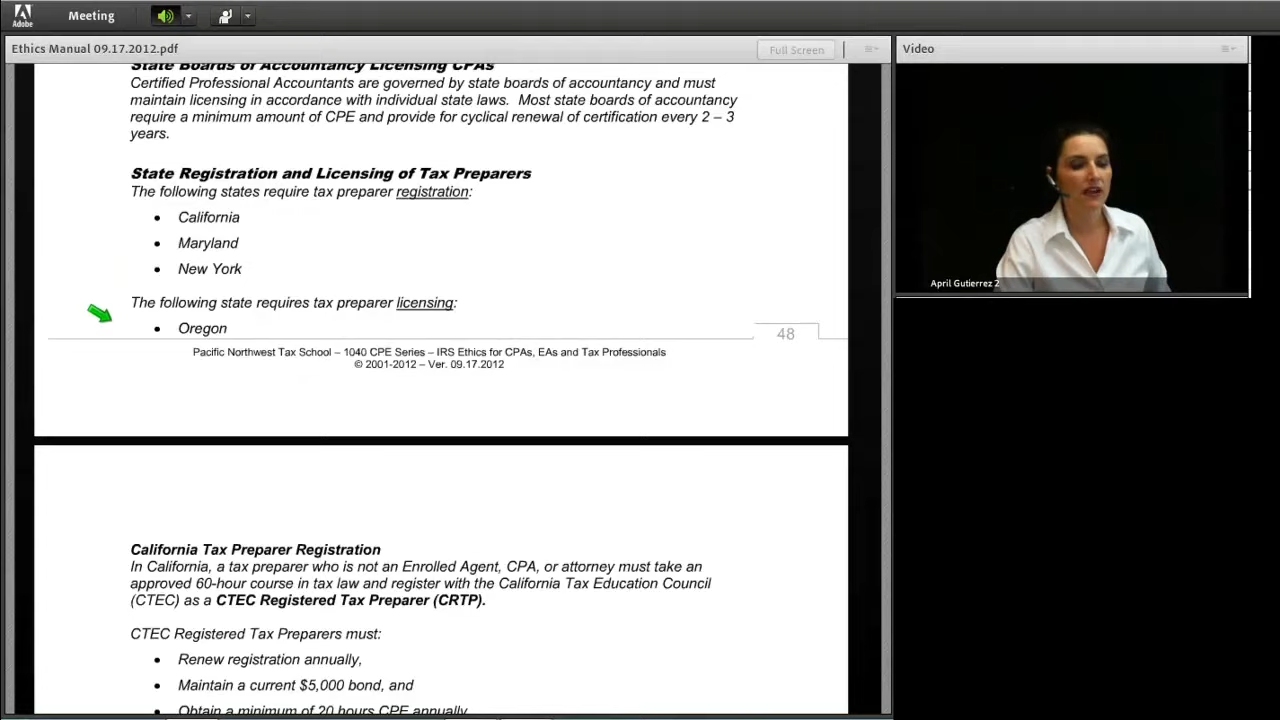 Adobe
Meeting
Ethics Manual 09.17.2012.pdf
Full Screen
Video
State Boards of Accountancy Licensing CPAs
Certified Professional Accountants are governed by state boards of accountancy and must
maintain licensing in accordance with individual state laws. Most state boards of accountancy
require a minimum amount of CPE and provide for cyclical renewal of certification every 2 – 3
years.
State Registration and Licensing of Tax Preparers
The following states require tax preparer registration:
• California
• Maryland
• New York
The following state requires tax preparer licensing:
• Oregon
48
Pacific Northwest Tax School – 1040 CPE Series – IRS Ethics for CPAs, EAs and Tax Professionals
© 2001-2012 – Ver. 09.17.2012
April Gutierrez 2
California Tax Preparer Registration
In California, a tax preparer who is not an Enrolled Agent, CPA, or attorney must take an
approved 60-hour course in tax law and register with the California Tax Education Council
(CTEC) as a CTEC Registered Tax Preparer (CRTP).
CTEC Registered Tax Preparers must:
• Renew registration annually,
• Maintain a current $5,000 bond, and
• Obtain a minimum of 20 hours CPE annually